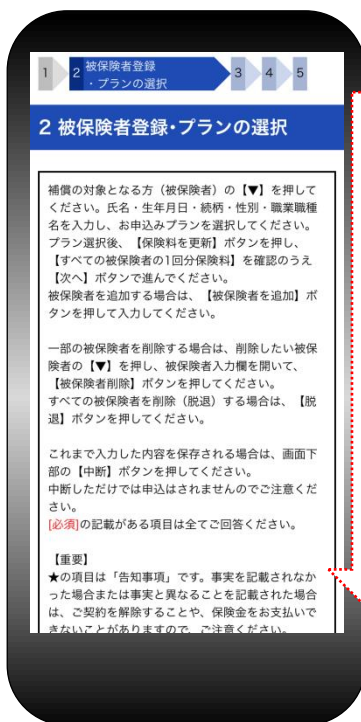 1
2 被保険者登録
・プランの選択
3
4
5
2 被保険者登録・プランの選択
補償の対象となる方（被保険者）の【▼】を押して
ください。氏名・生年月日・続柄・性別・職業職種
名を入力し、お申込みプランを選択してください。
プラン選択後、【保険料を更新】ボタンを押し、
【すべての被保険者の1回分保険料】を確認のうえ
【次へ】ボタンで進んでください。
被保険者を追加する場合は、【被保険者を追加】ボ
タンを押して入力してください。
一部の被保険者を削除する場合は、削除したい被保
険者の【▼】を押し、被保険者入力欄を開いて、
【被保険者削除】ボタンを押してください。
すべての被保険者を削除（脱退）する場合は、【脱
退】ボタンを押してください。
これまで入力した内容を保存される場合は、画面下
部の【中断】ボタンを押してください。
中断しただけでは申込はされませんのでご注意くだ
さい。
[必須]の記載がある項目は全てご回答ください。
【重要】
★の項目は「告知事項」です。事実を記載されなか
った場合または事実と異なることを記載された場合
は、ご契約を解除することや、保険金をお支払いで
きないことがありますので、ご注意ください。